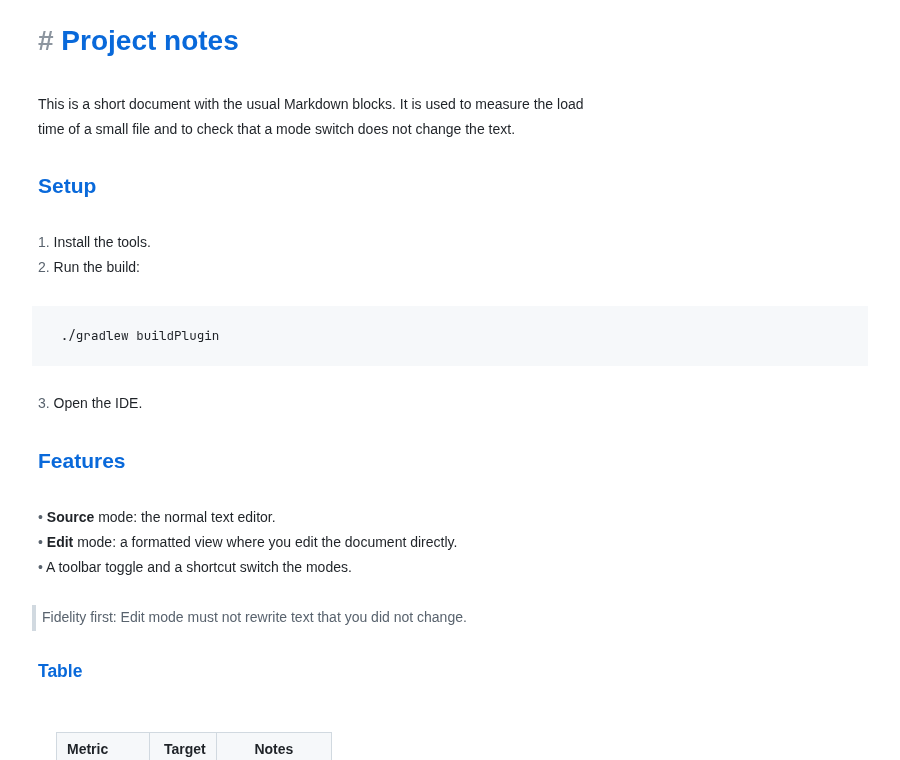 # Project notes
This is a short document with the usual Markdown blocks. It is used to measure the load
time of a small file and to check that a mode switch does not change the text.
Setup
1. Install the tools.
2. Run the build:
./gradlew buildPlugin
3. Open the IDE.
Features
• Source mode: the normal text editor.
• Edit mode: a formatted view where you edit the document directly.
• A toolbar toggle and a shortcut switch the modes.
Fidelity first: Edit mode must not rewrite text that you did not change.
Table
Metric Target Notes